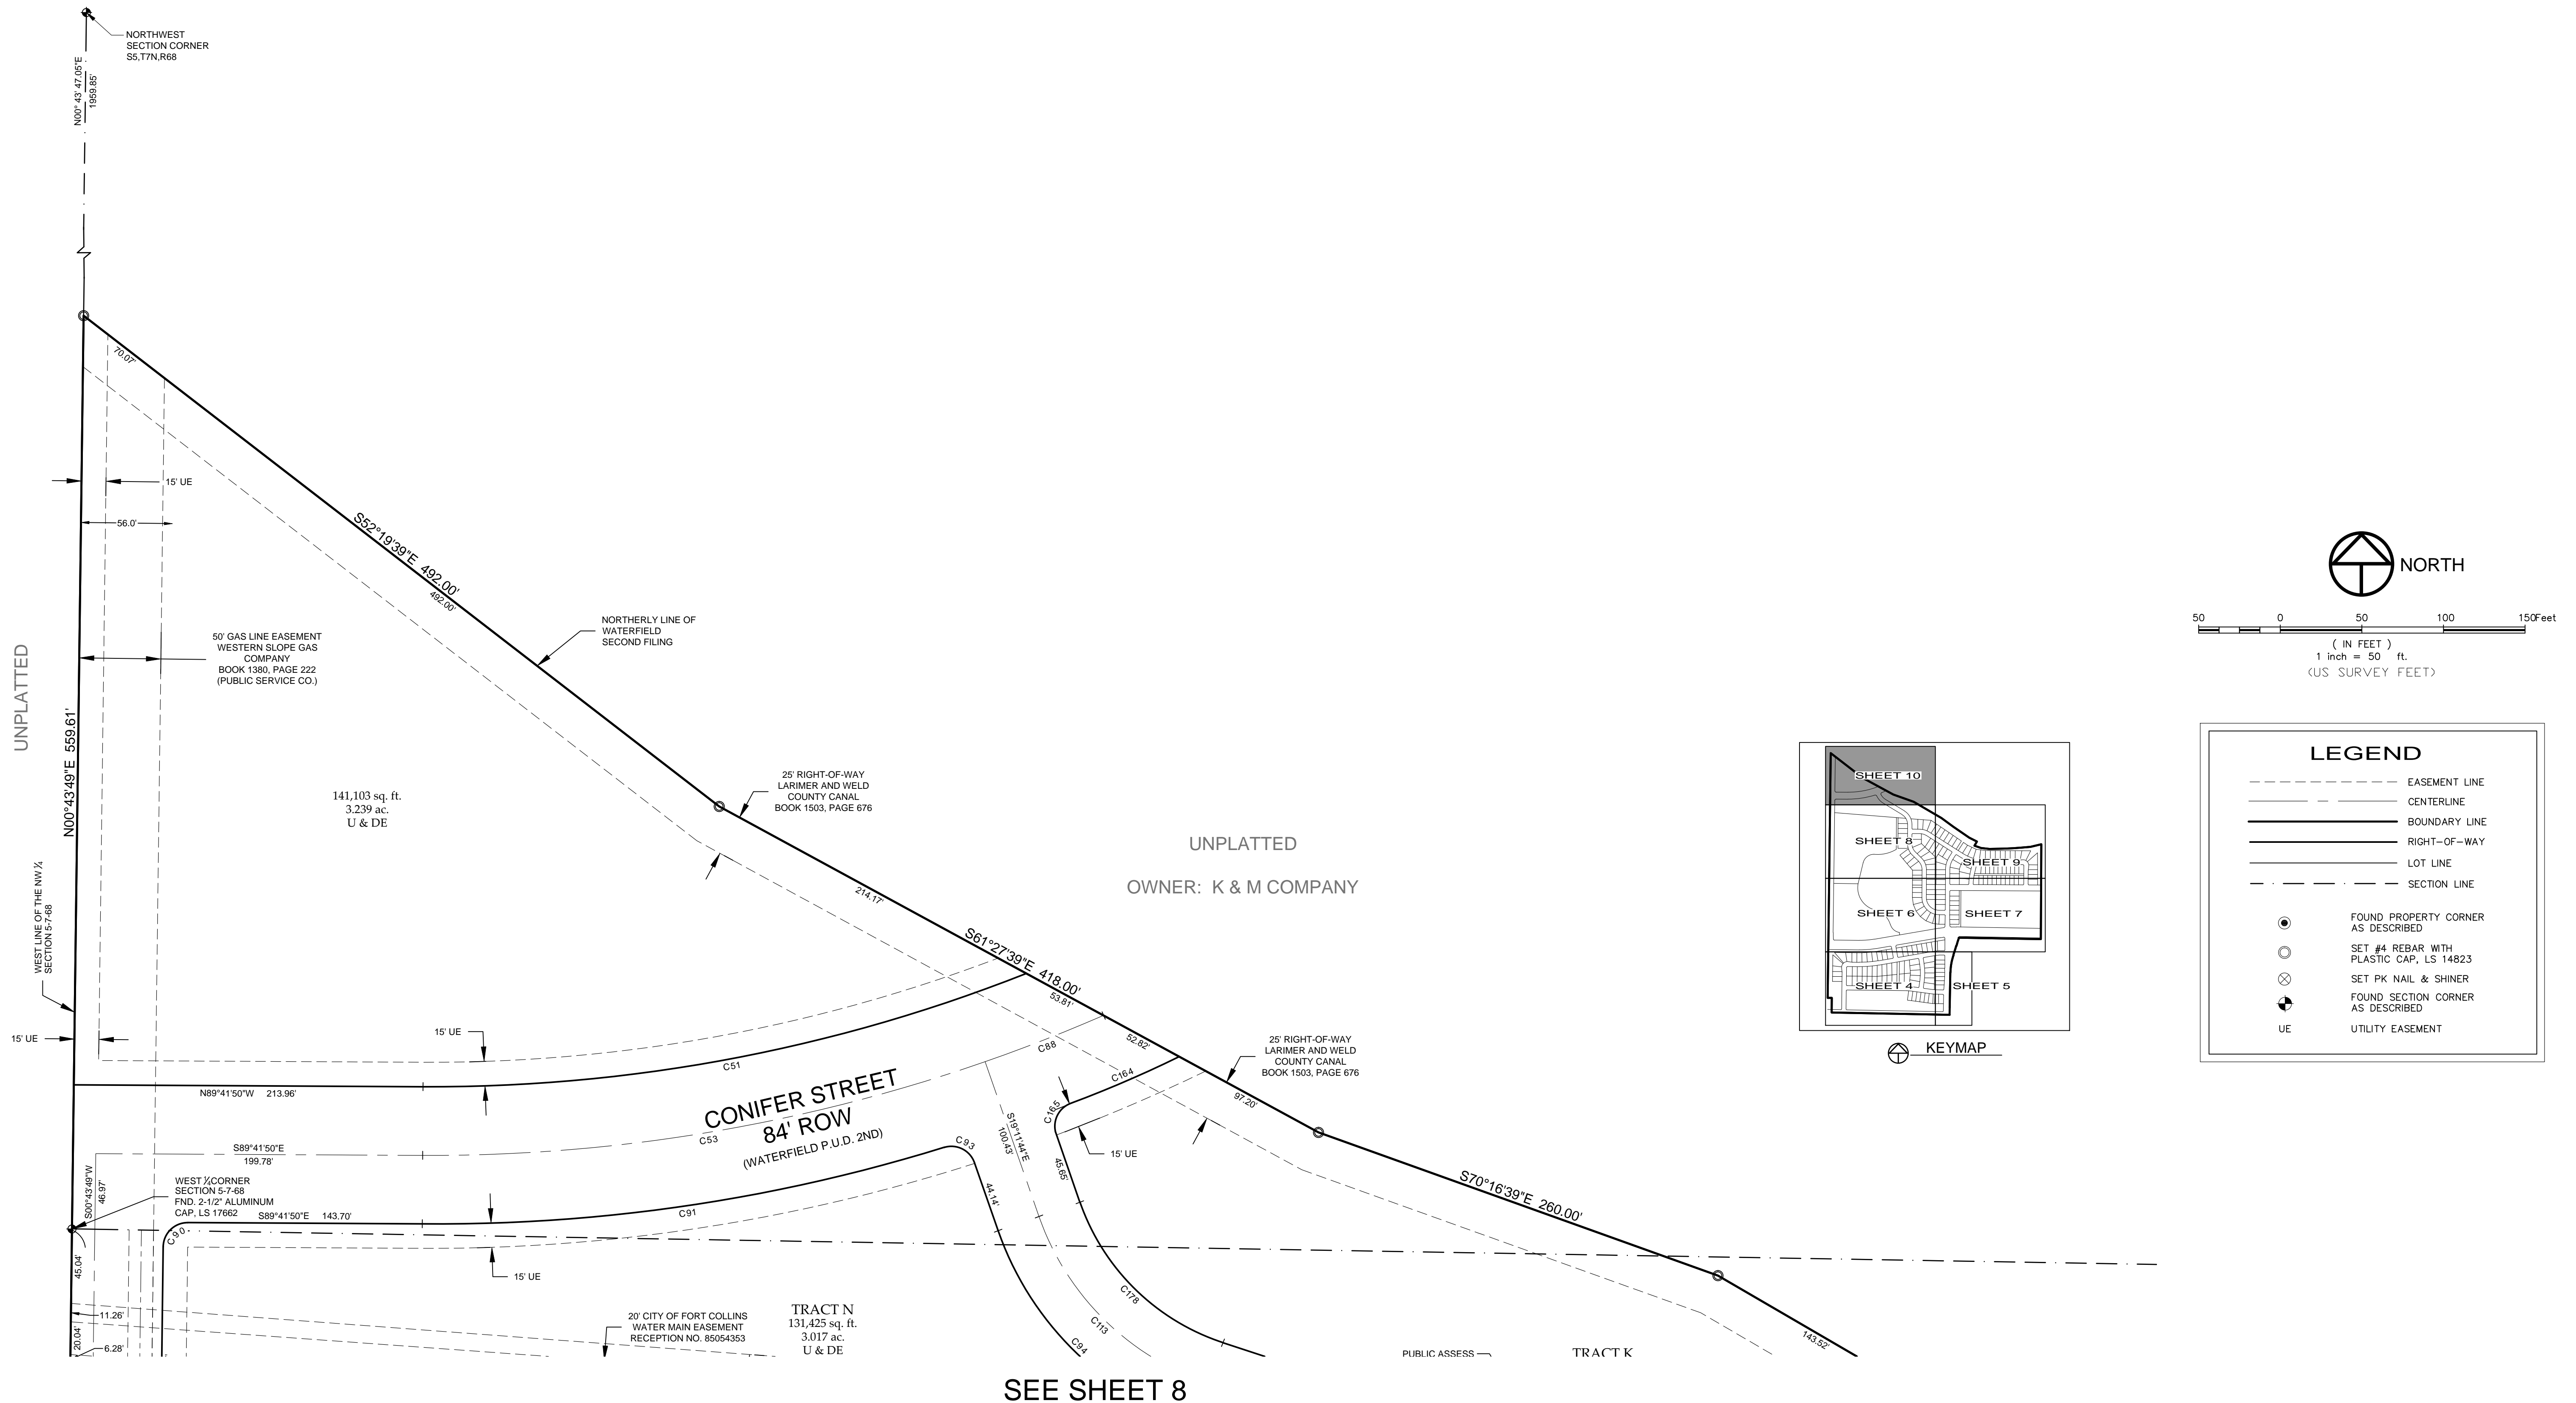 NORTHWEST
SECTION CORNER
S5,T7N,R68
N00° 43' 47.05"E
1959.85'
70.07'
15' UE
56.0'
S52°19'39"E 492.00'
492.00'
NORTHERLY LINE OF
WATERFIELD
SECOND FILING
50' GAS LINE EASEMENT
WESTERN SLOPE GAS
COMPANY
BOOK 1380, PAGE 222
(PUBLIC SERVICE CO.)
UNPLATTED
N00°43'49"E 559.61'
141,103 sq. ft.
3.239 ac.
U & DE
25' RIGHT-OF-WAY
LARIMER AND WELD
COUNTY CANAL
BOOK 1503, PAGE 676
UNPLATTED
OWNER: K & M COMPANY
214.17'
S61°27'39"E 418.00'
53.81'
52.82'
WEST LINE OF THE NW ¼
SECTION 5-7-68
15' UE
15' UE
C51
C88
C164
25' RIGHT-OF-WAY
LARIMER AND WELD
COUNTY CANAL
BOOK 1503, PAGE 676
97.20'
N89°41'50"W 213.96'
CONIFER STREET
84' ROW
(WATERFIELD P.U.D. 2ND)
C53
C93
C165
S19°11'44"E
100.43'
15' UE
45.65'
44.14'
S89°41'50"E
199.78'
S00°43'49"W
46.97'
WEST ¼ CORNER
SECTION 5-7-68
FND. 2-1/2" ALUMINUM
CAP, LS 17662
S89°41'50"E 143.70'
C91
C90
15' UE
S70°16'39"E 260.00'
45.04'
11.26'
20.04'
6.28'
20' CITY OF FORT COLLINS
WATER MAIN EASEMENT
RECEPTION NO. 85054353
TRACT N
131,425 sq. ft.
3.017 ac.
U & DE
C178
C113
C94
PUBLIC ASSESS
TRACT K
143.52'
SEE SHEET 8
NORTH
50 0 50 100 150Feet
( IN FEET )
1 inch = 50 ft.
(US SURVEY FEET)
SHEET 10
SHEET 8
SHEET 9
SHEET 6
SHEET 7
SHEET 4
SHEET 5
KEYMAP
LEGEND
EASEMENT LINE
CENTERLINE
BOUNDARY LINE
RIGHT-OF-WAY
LOT LINE
SECTION LINE
FOUND PROPERTY CORNER
AS DESCRIBED
SET #4 REBAR WITH
PLASTIC CAP, LS 14823
SET PK NAIL & SHINER
FOUND SECTION CORNER
AS DESCRIBED
UE UTILITY EASEMENT